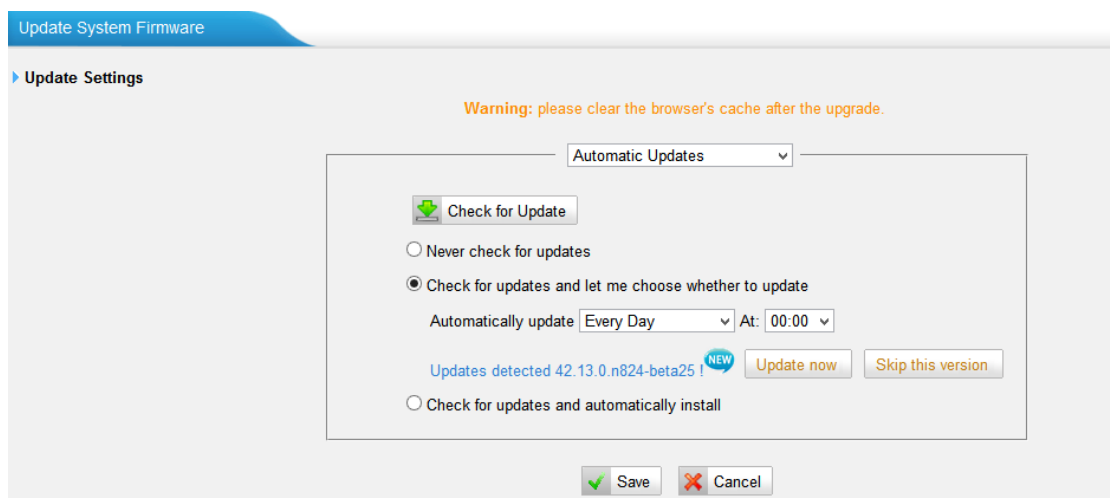 Update System Firmware
Update Settings
Warning: please clear the browser's cache after the upgrade.
Automatic Updates
Check for Update
Never check for updates
Check for updates and let me choose whether to update
Automatically update Every Day At: 00:00
Updates detected 42.13.0.n824-beta25 ! NEW Update now Skip this version
Check for updates and automatically install
Save Cancel